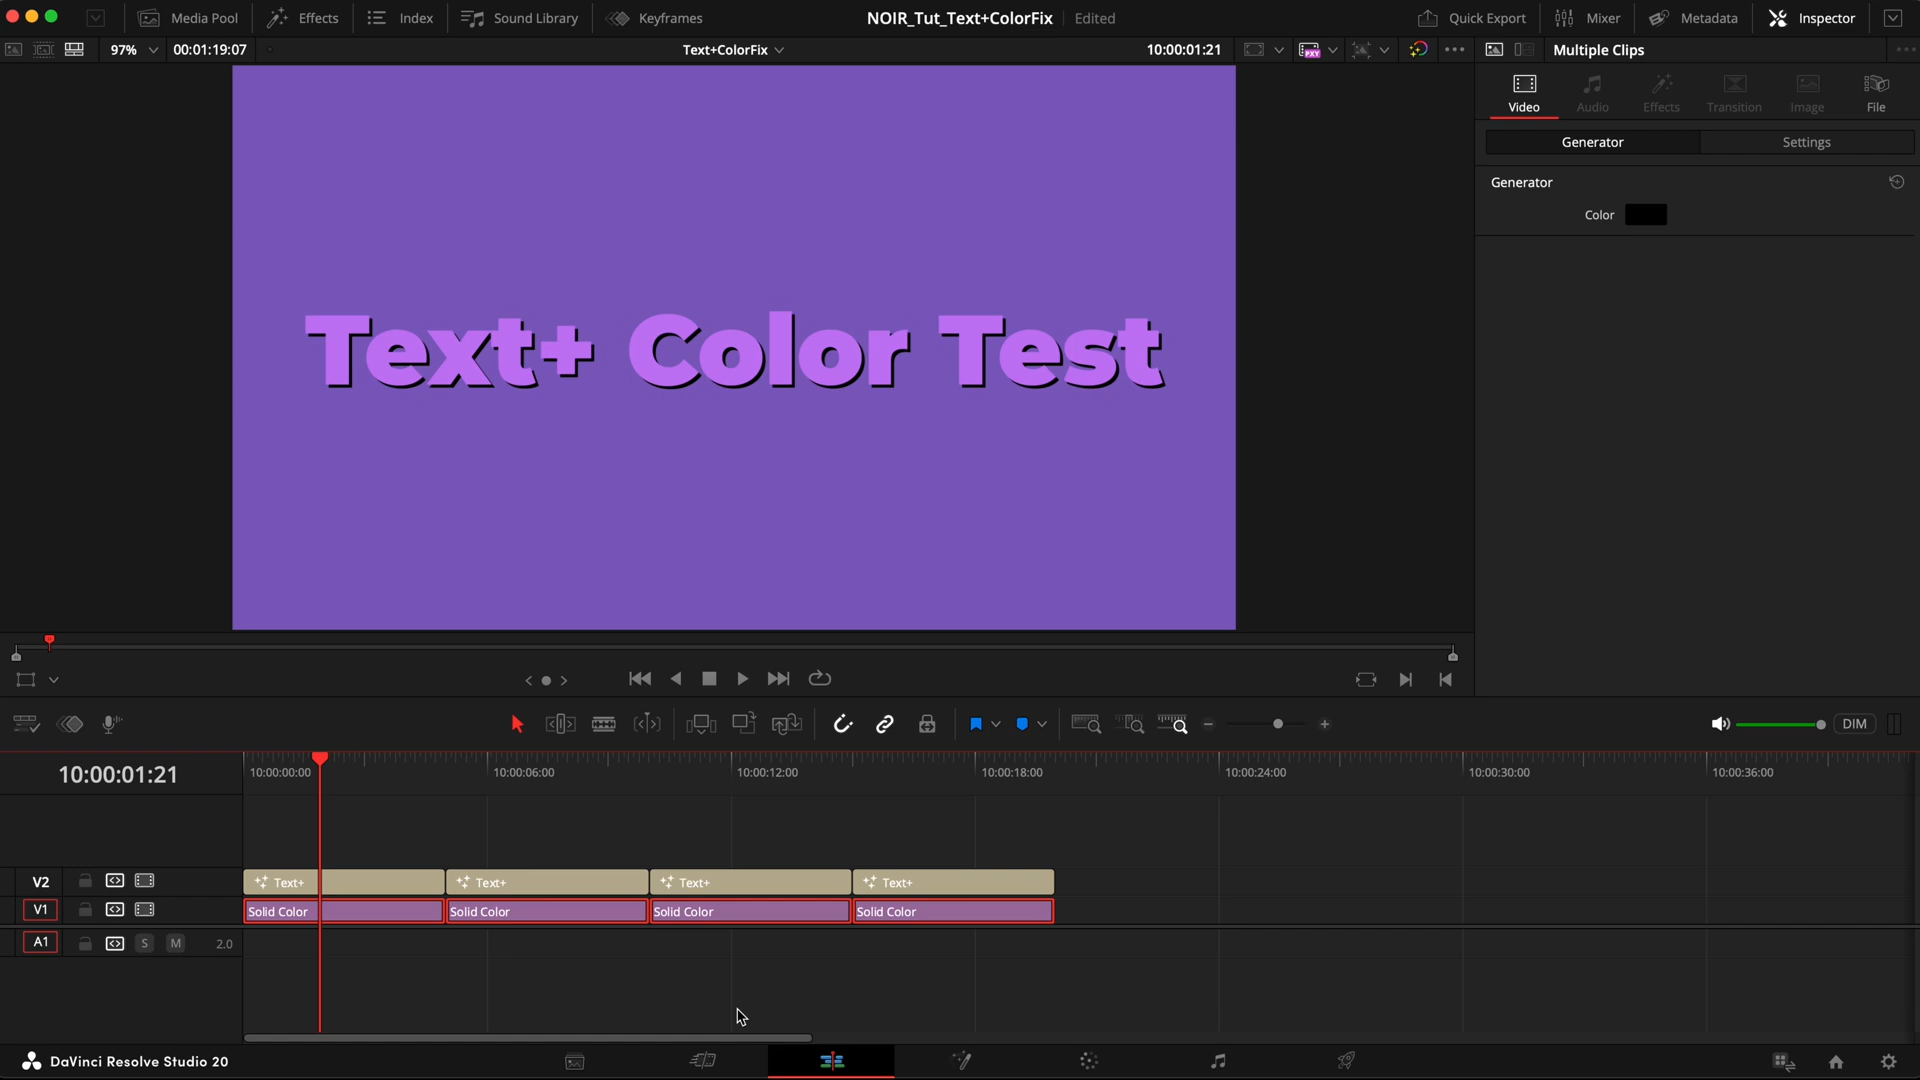 Media Pool Effects Index Sound Library Keyframes NOIR_Tut_Text+ColorFix Edited Quick Export Mixer Metadata Inspector
97% 00:01:19:07 Text+ColorFix 10:00:01:21 PXY Multiple Clips
Video Audio Effects Transition Image File
Generator Settings
Generator
Color
Text+ Color Test
DIM
10:00:01:21 10:00:00:00 10:00:06:00 10:00:12:00 10:00:18:00 10:00:24:00 10:00:30:00 10:00:36:00
V2 Text+ Text+ Text+ Text+
V1 Solid Color Solid Color Solid Color Solid Color
A1 S M 2.0
DaVinci Resolve Studio 20